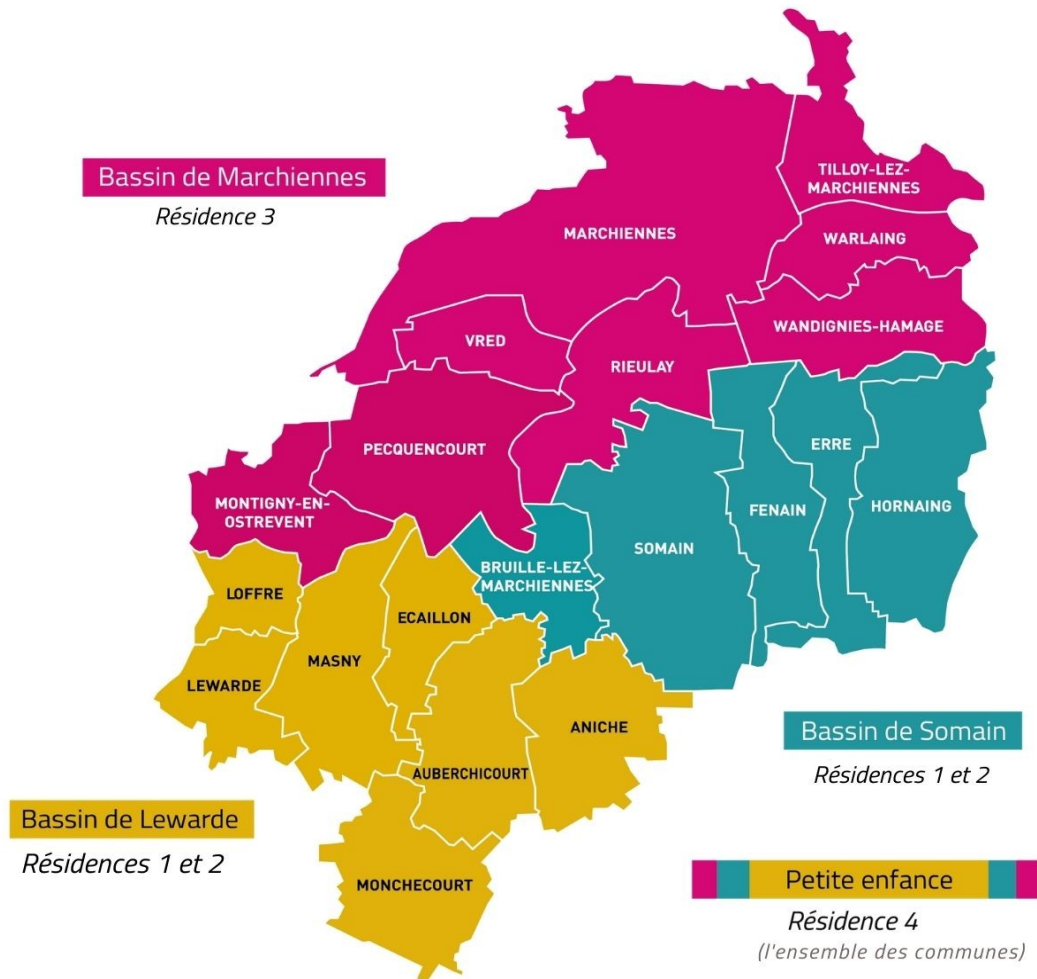 Bassin de Marchiennes
Résidence 3
TILLOY-LEZ-
MARCHIENNES
MARCHIENNES
WARLAING
WANDIGNIES-HAMAGE
VRED
RIEULAY
PECQUENCOURT
ERRE
MONTIGNY-EN-
OSTREVENT
HORNAING
FENAIN
SOMAIN
BRUILLE-LEZ-
MARCHIENNES
LOFFRE
ECAILLON
MASNY
LEWARDE
ANICHE
AUBERCHICOURT
MONCHECOURT
Bassin de Somain
Résidences 1 et 2
Bassin de Lewarde
Résidences 1 et 2
Petite enfance
Résidence 4
(l'ensemble des communes)